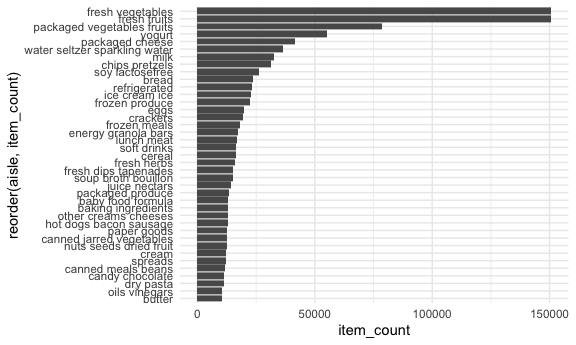 fresh vegetables
fresh fruits
packaged vegetables fruits
yogurt
packaged cheese
water seltzer sparkling water
milk
chips pretzels
soy lactosefree
bread
refrigerated
ice cream ice
frozen produce
eggs
crackers
frozen meals
energy granola bars
lunch meat
soft drinks
cereal
fresh herbs
fresh dips tapenades
soup broth bouillon
juice nectars
packaged produce
baby food formula
baking ingredients
other creams cheeses
hot dogs bacon sausage
paper goods
canned jarred vegetables
nuts seeds dried fruit
cream
spreads
canned meals beans
candy chocolate
dry pasta
oils vinegars
butter
reorder(aisle, item_count)
0 50000 100000 150000
item_count